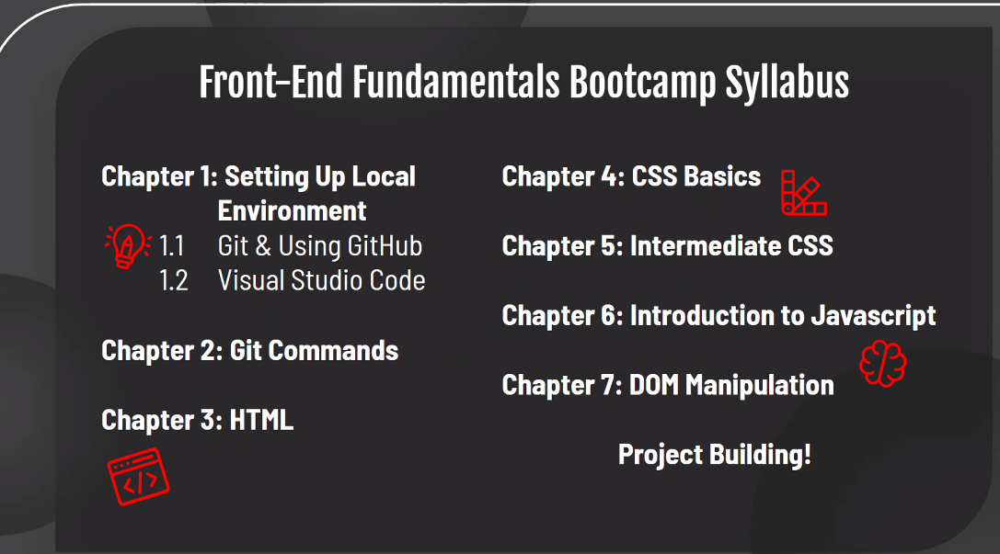 Front-End Fundamentals Bootcamp Syllabus
Chapter 1: Setting Up Local
Environment
1.1 Git & Using GitHub
1.2 Visual Studio Code
Chapter 2: Git Commands
Chapter 3: HTML
</>
Chapter 4: CSS Basics
Chapter 5: Intermediate CSS
Chapter 6: Introduction to Javascript
Chapter 7: DOM Manipulation
Project Building!